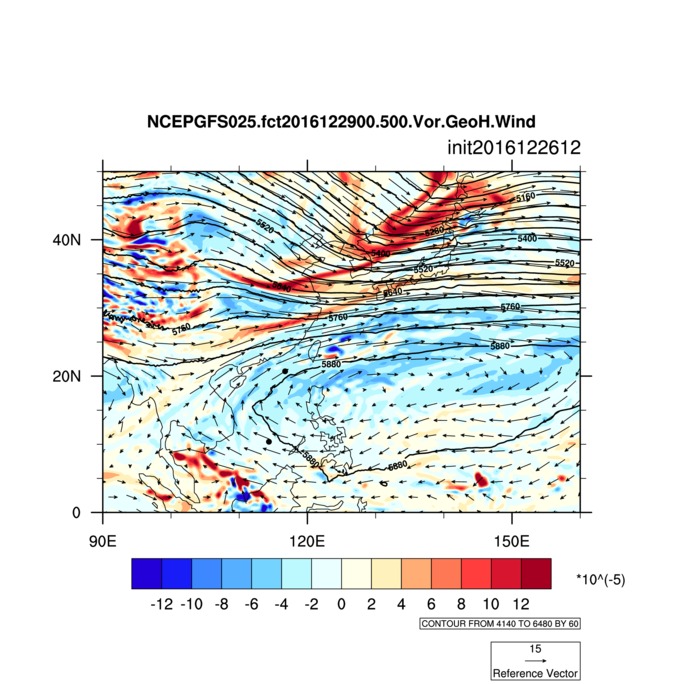 NCEPGFS025.fct2016122900.500.Vor.GeoH.Wind
init2016122612
5160
5520
5280
40N
5400
5400
5520
5520
5640
5760
5760
5760
5880
5880
20N
5880
5880
0
90E 120E 150E
-12 -10 -8 -6 -4 -2 0 2 4 6 8 10 12
*10^(-5)
CONTOUR FROM 4140 TO 6480 BY 60
15
Reference Vector